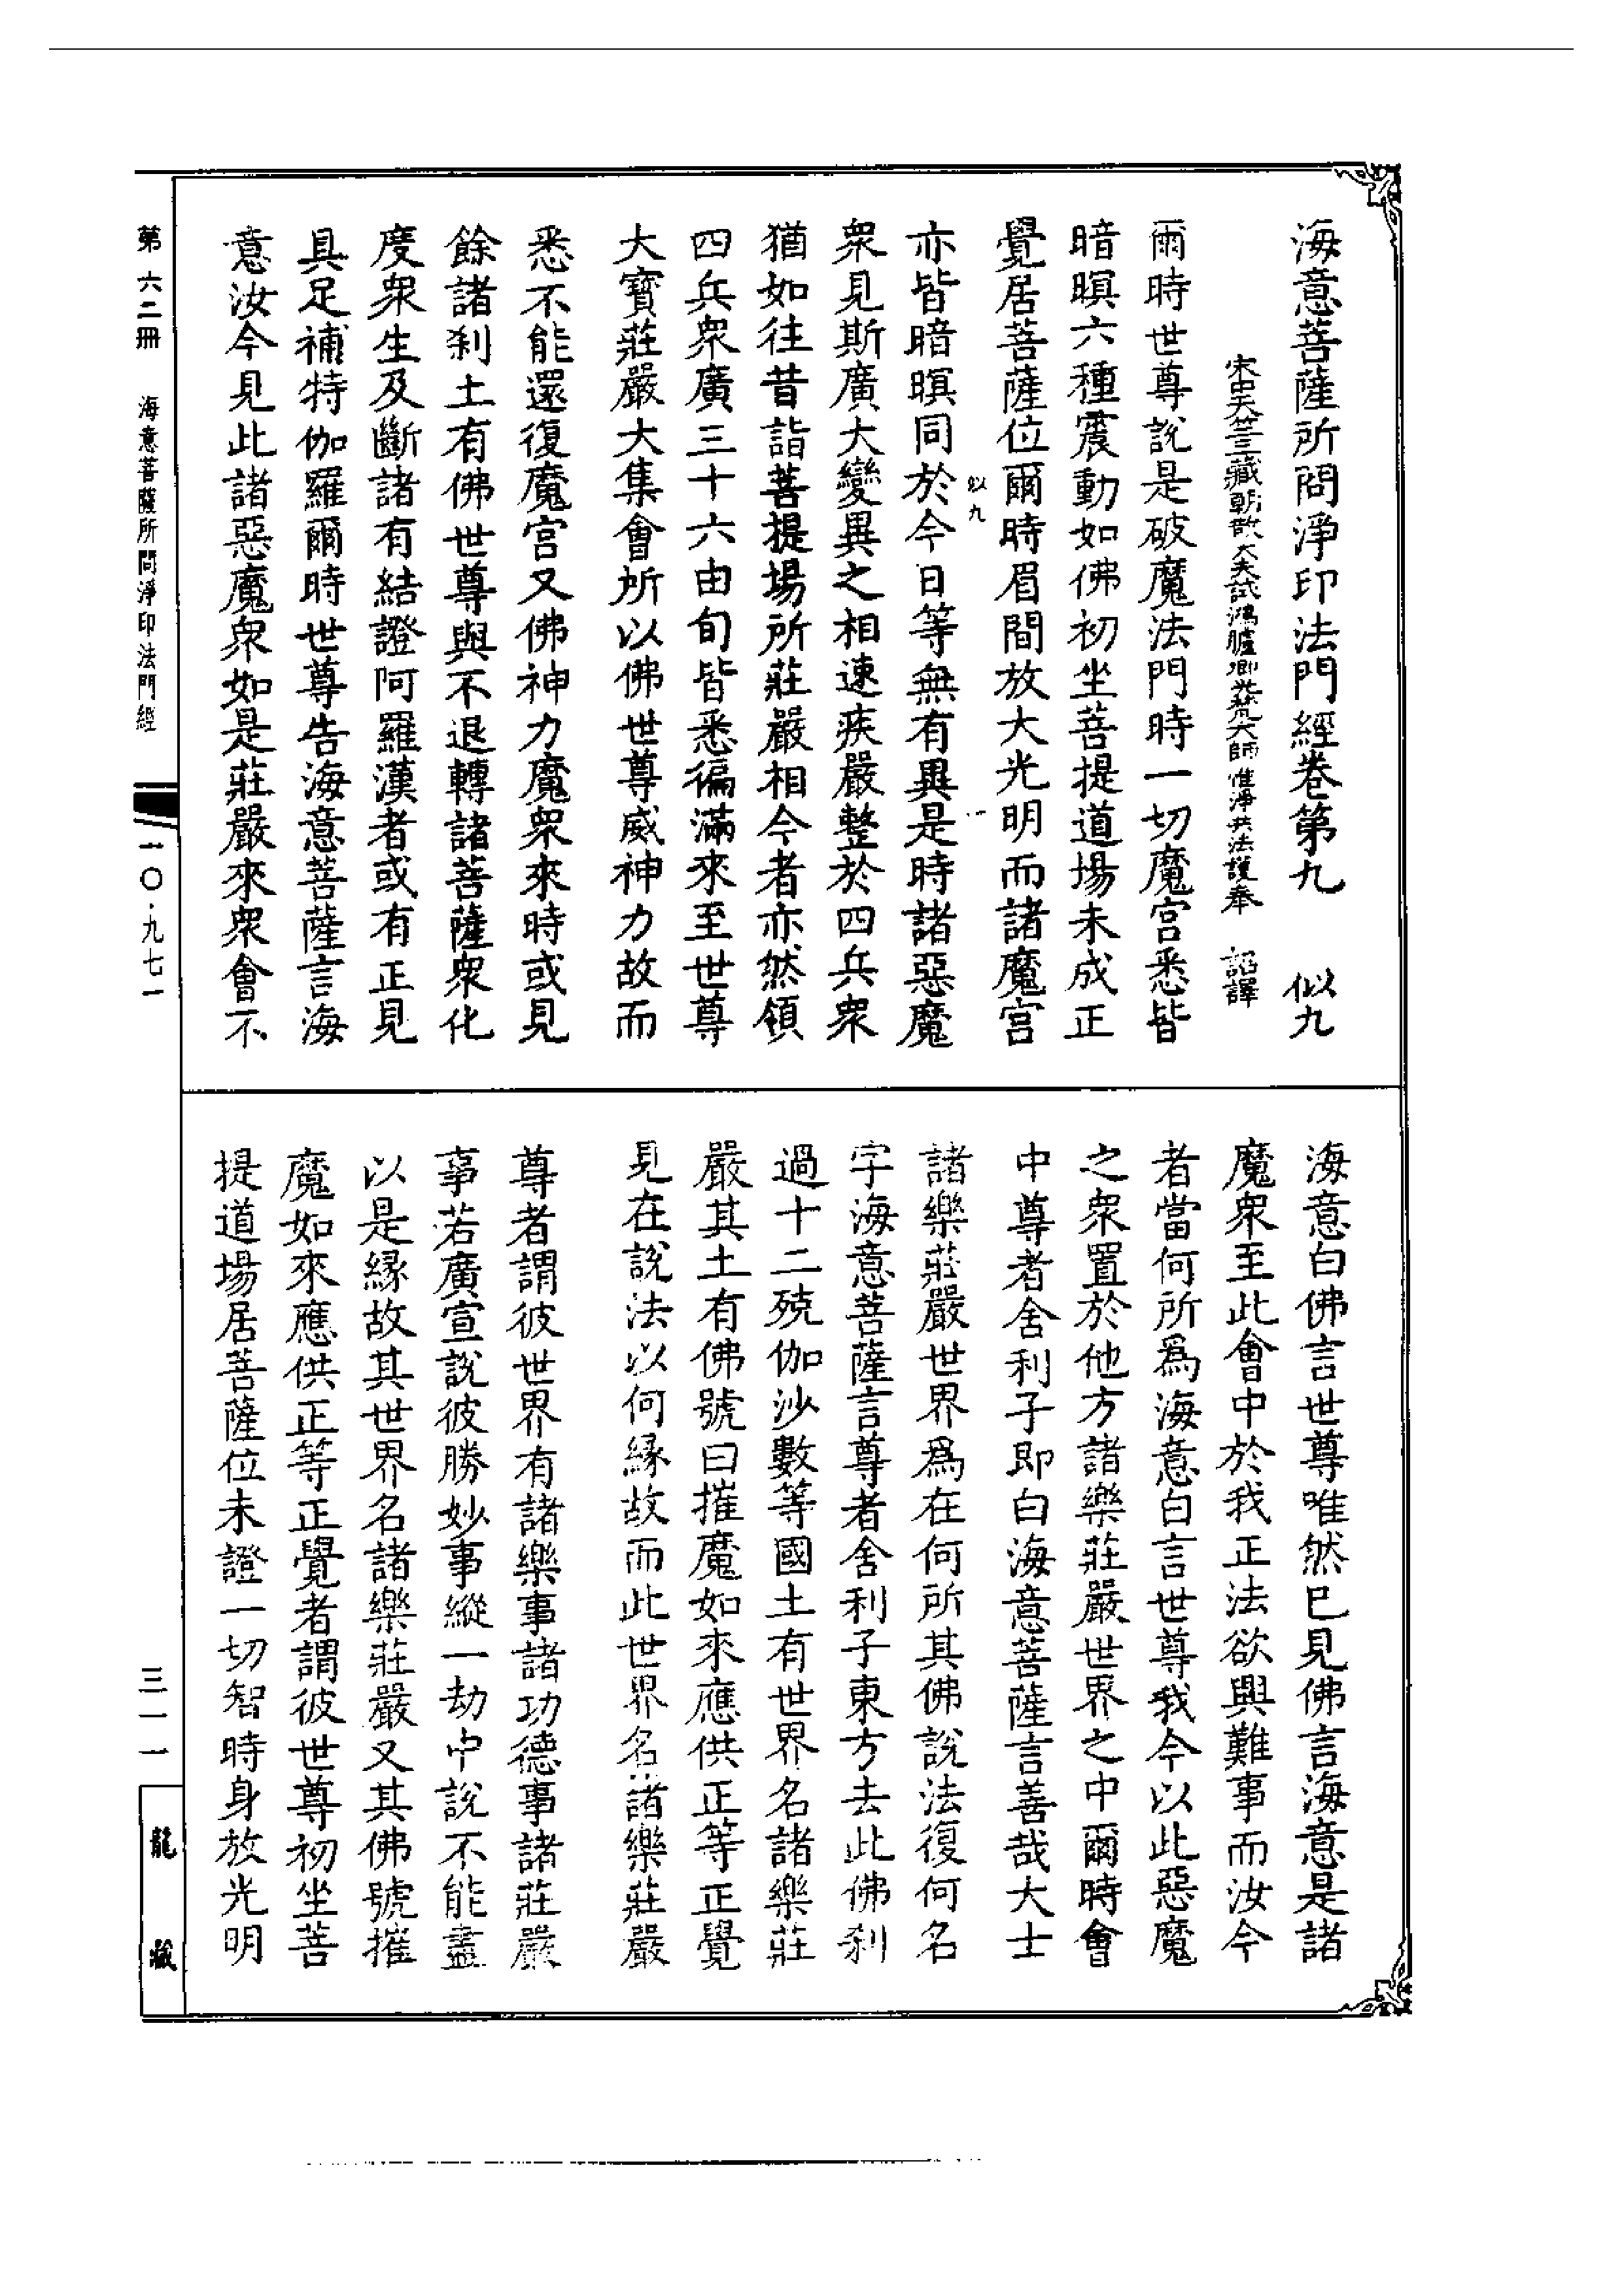 海意菩薩所問淨印法門經卷第九　似九
宋中天竺三藏朝散大夫試鴻臚卿光梵大師惟淨共法護奉　詔譯
爾時世尊說是破魔法門時一切魔宮悉皆
暗暝六種震動如佛初坐菩提道場未成正
覺居菩薩位爾時眉間放大光明而諸魔宮
似九　一
亦皆暗暝同於今日等無有異是時諸惡魔
衆見斯廣大變異之相速疾嚴整於四兵衆
猶如往昔詣菩提場所莊嚴相今者亦然領
四兵衆廣三十六由旬皆悉徧滿來至世尊
大寶莊嚴大集會所以佛世尊威神力故而
悉不能還復魔宮又佛神力魔衆來時或見
餘諸刹土有佛世尊與不退轉諸菩薩衆化
度衆生及斷諸有結證阿羅漢者或有正見
具足補特伽羅爾時世尊告海意菩薩言海
意汝今見此諸惡魔衆如是莊嚴來衆會不
海意白佛言世尊唯然已見佛言海意是諸
魔衆至此會中於我正法欲興難事而汝今
者當何所爲海意白言世尊我今以此惡魔
之衆置於他方諸樂莊嚴世界之中爾時會
中尊者舍利子即白海意菩薩言善哉大士
諸樂莊嚴世界爲在何所其佛說法復何名
字海意菩薩言尊者舍利子東方去此佛刹
過十二殑伽沙數等國土有世界名諸樂莊
嚴其土有佛號曰摧魔如來應供正等正覺
見在說法以何緣故而此世界名諸樂莊嚴
尊者謂彼世界有諸樂事諸功德事諸莊嚴
事若廣宣說彼勝妙事縱一劫中說不能盡
以是緣故其世界名諸樂莊嚴又其佛號摧
魔如來應供正等正覺者謂彼世尊初坐菩
提道場居菩薩位未證一切智時身放光明
第六二冊　海意菩薩所問淨印法門經　一〇·九七一
三一一
龍藏